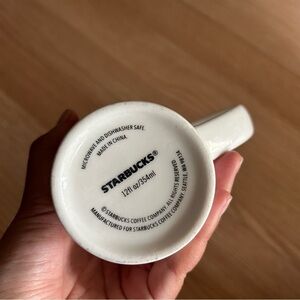 MICROWAVE AND DISHWASHER SAFE.
MADE IN CHINA.
STARBUCKS®
12fl oz/354ml
©STARBUCKS COFFEE COMPANY. ALL RIGHTS RESERVED.
MANUFACTURED FOR STARBUCKS COFFEE COMPANY, SEATTLE, WA 98134